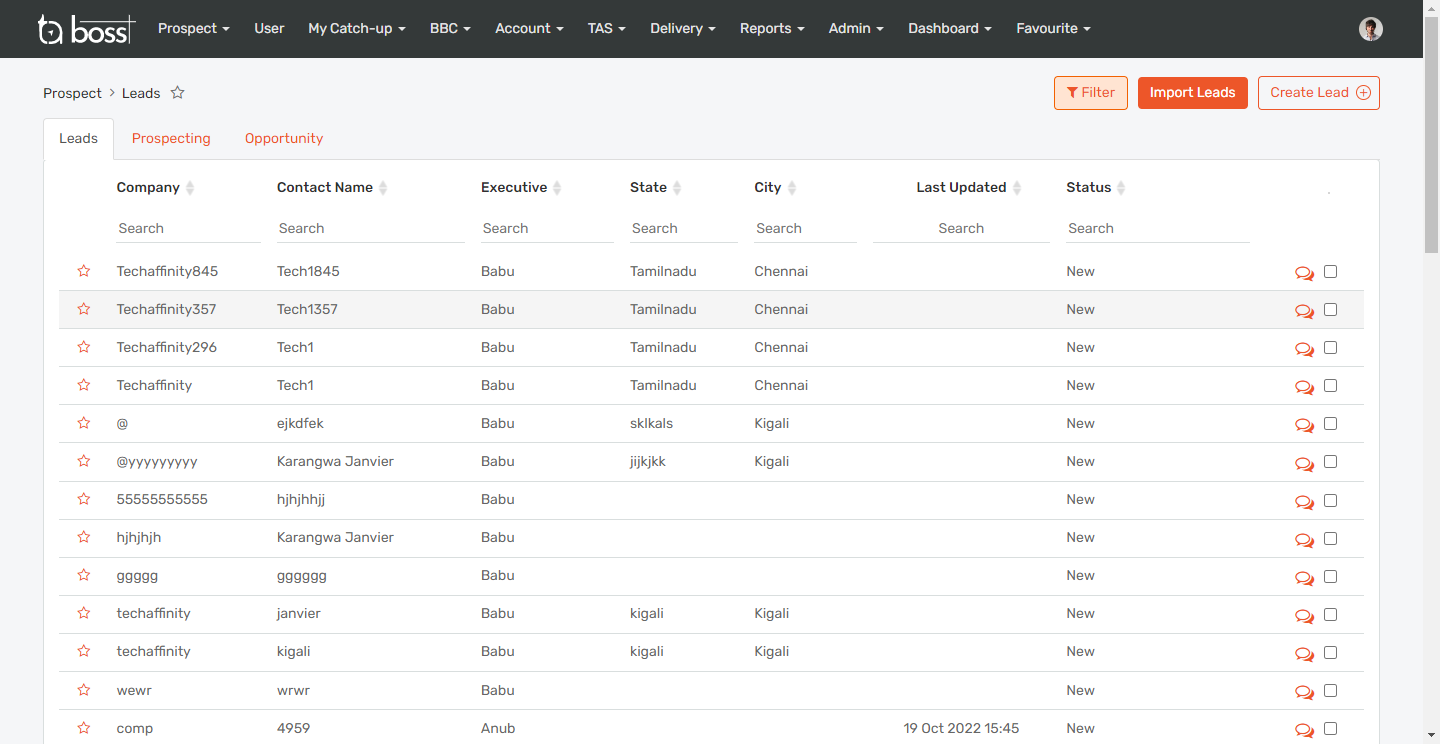 ta boss Prospect User My Catch-up BBC Account TAS Delivery Reports Admin Dashboard Favourite
Prospect > Leads Filter Import Leads Create Lead
Leads Prospecting Opportunity
Company Contact Name Executive State City Last Updated Status
Search Search Search Search Search Search Search
Techaffinity845 Tech1845 Babu Tamilnadu Chennai New
Techaffinity357 Tech1357 Babu Tamilnadu Chennai New
Techaffinity296 Tech1 Babu Tamilnadu Chennai New
Techaffinity Tech1 Babu Tamilnadu Chennai New
@ ejkdfek Babu sklkals Kigali New
@yyyyyyyyy Karangwa Janvier Babu jijkjkk Kigali New
55555555555 hjhjhhjj Babu New
hjhjhjh Karangwa Janvier Babu New
ggggg gggggg Babu New
techaffinity janvier Babu kigali Kigali New
techaffinity kigali Babu kigali Kigali New
wewr wrwr Babu New
comp 4959 Anub 19 Oct 2022 15:45 New